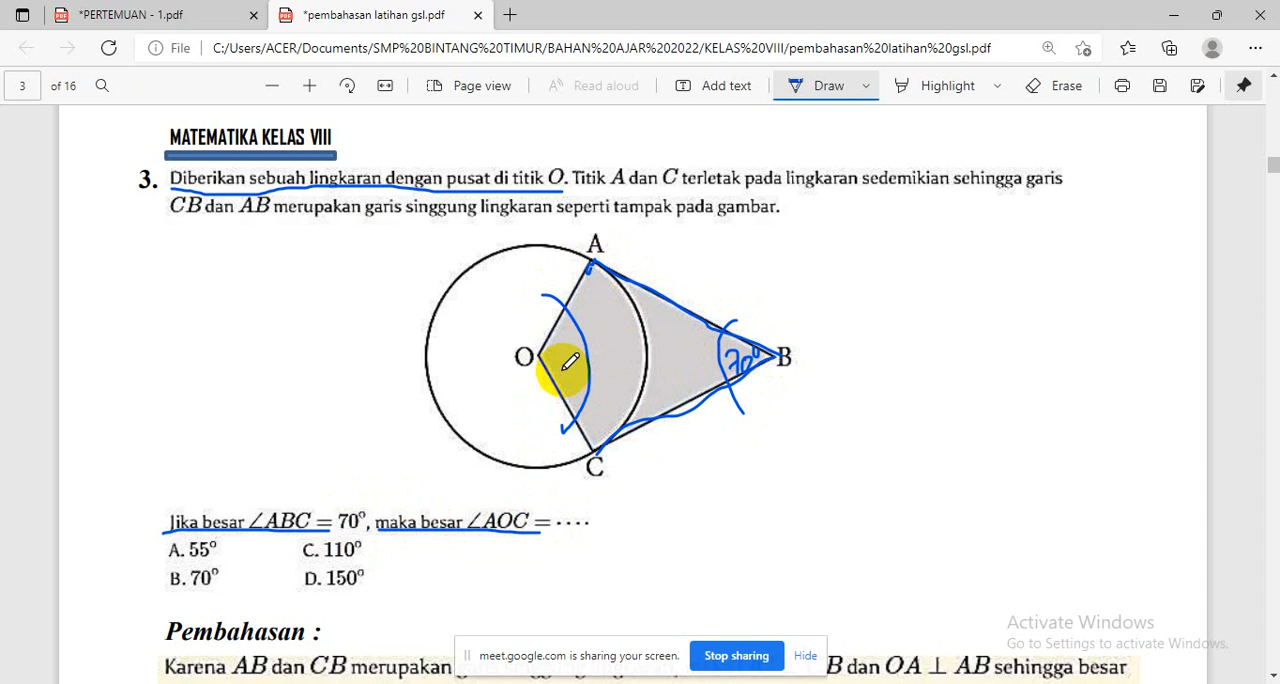 *PERTEMUAN - 1.pdf
*pembahasan latihan gsl.pdf
File C:/Users/ACER/Documents/SMP%20BINTANG%20TIMUR/BAHAN%20AJAR%202022/KELAS%20VIII/pembahasan%20latihan%20gsl.pdf
3 of 16 Page view Read aloud Add text Draw Highlight Erase
MATEMATIKA KELAS VIII
3. Diberikan sebuah lingkaran dengan pusat di titik O. Titik A dan C terletak pada lingkaran sedemikian sehingga garis
CB dan AB merupakan garis singgung lingkaran seperti tampak pada gambar.
A
O 70° B
C
Jika besar ∠ABC = 70°, maka besar ∠AOC = ····
A. 55° C. 110°
B. 70° D. 150°
Activate Windows
Pembahasan :
Go to Settings to activate Windows.
meet.google.com is sharing your screen. Stop sharing Hide
Karena AB dan CB merupakan B dan OA ⊥ AB sehingga besar